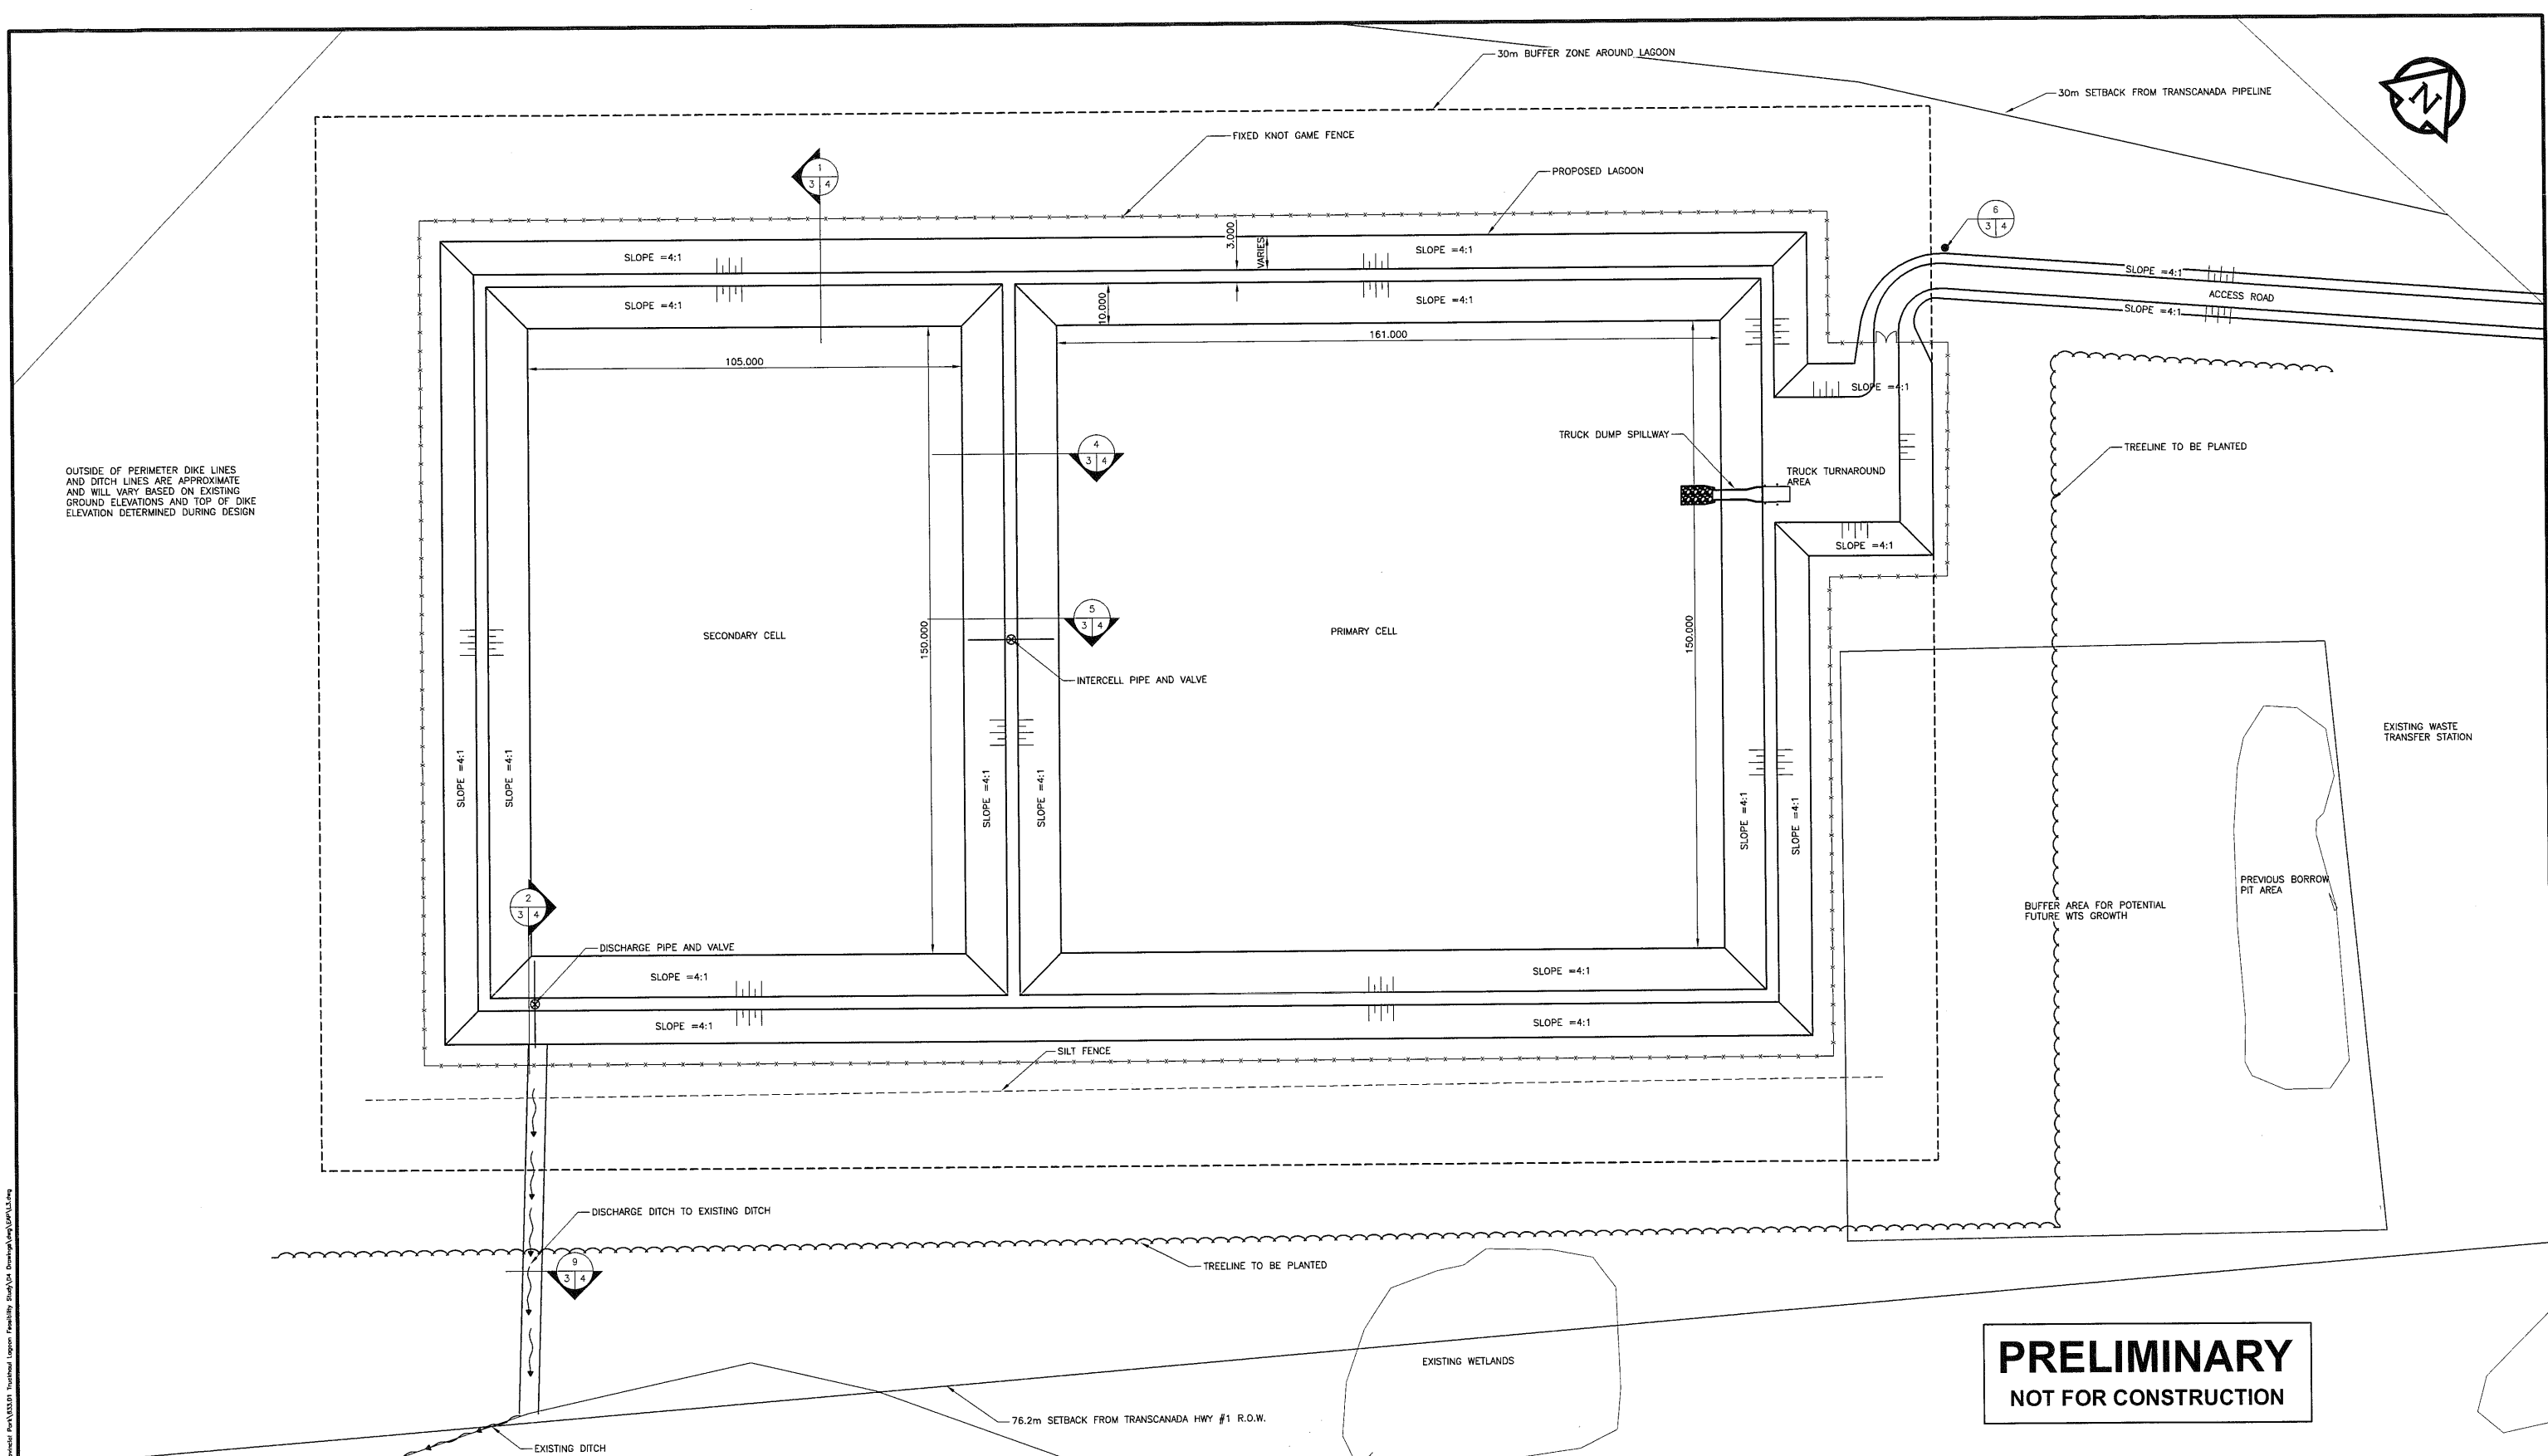 30m BUFFER ZONE AROUND LAGOON
30m SETBACK FROM TRANSCANADA PIPELINE
N
FIXED KNOT GAME FENCE
1
3 4
PROPOSED LAGOON
6
3 4
3.000
VARIES
SLOPE =4:1
SLOPE =4:1
SLOPE =4:1
ACCESS ROAD
SLOPE =4:1
SLOPE =4:1
SLOPE =4:1
10.000
161.000
105.000
SLOPE =4:1
TRUCK DUMP SPILLWAY
TRUCK TURNAROUND
AREA
TREELINE TO BE PLANTED
4
3 4
OUTSIDE OF PERIMETER DIKE LINES
AND DITCH LINES ARE APPROXIMATE
AND WILL VARY BASED ON EXISTING
GROUND ELEVATIONS AND TOP OF DIKE
ELEVATION DETERMINED DURING DESIGN
SLOPE =4:1
5
3 4
SECONDARY CELL
150.000
PRIMARY CELL
150.000
INTERCELL PIPE AND VALVE
EXISTING WASTE
TRANSFER STATION
SLOPE =4:1
SLOPE =4:1
SLOPE =4:1
SLOPE =4:1
SLOPE =4:1
SLOPE =4:1
PREVIOUS BORROW
PIT AREA
BUFFER AREA FOR POTENTIAL
FUTURE WTS GROWTH
2
3 4
DISCHARGE PIPE AND VALVE
SLOPE =4:1
SLOPE =4:1
SLOPE =4:1
SLOPE =4:1
SILT FENCE
DISCHARGE DITCH TO EXISTING DITCH
9
3 4
TREELINE TO BE PLANTED
EXISTING WETLANDS
PRELIMINARY
NOT FOR CONSTRUCTION
76.2m SETBACK FROM TRANSCANADA HWY #1 R.O.W.
EXISTING DITCH
Truckhaul Lagoon Feasibility Study\04 Drawings\dwg\EAP\L3.dwg